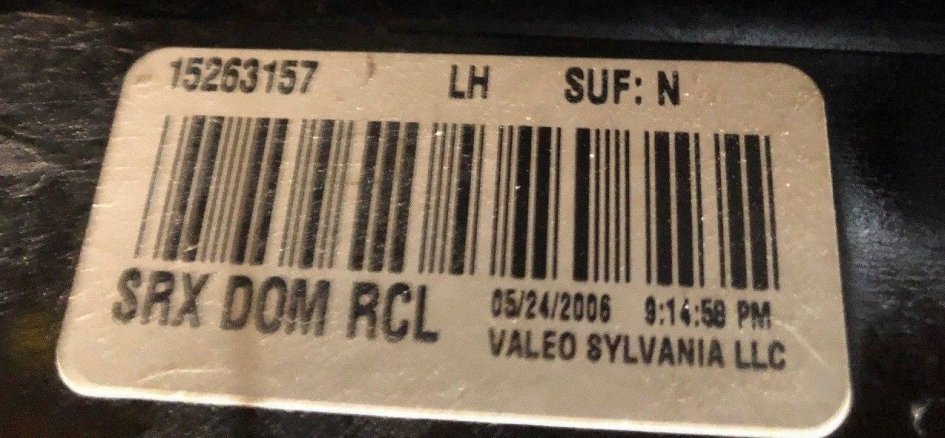 15263157 LH SUF: N
SRX DOM RCL
05/24/2006 9:14:58 PM
VALEO SYLVANIA LLC